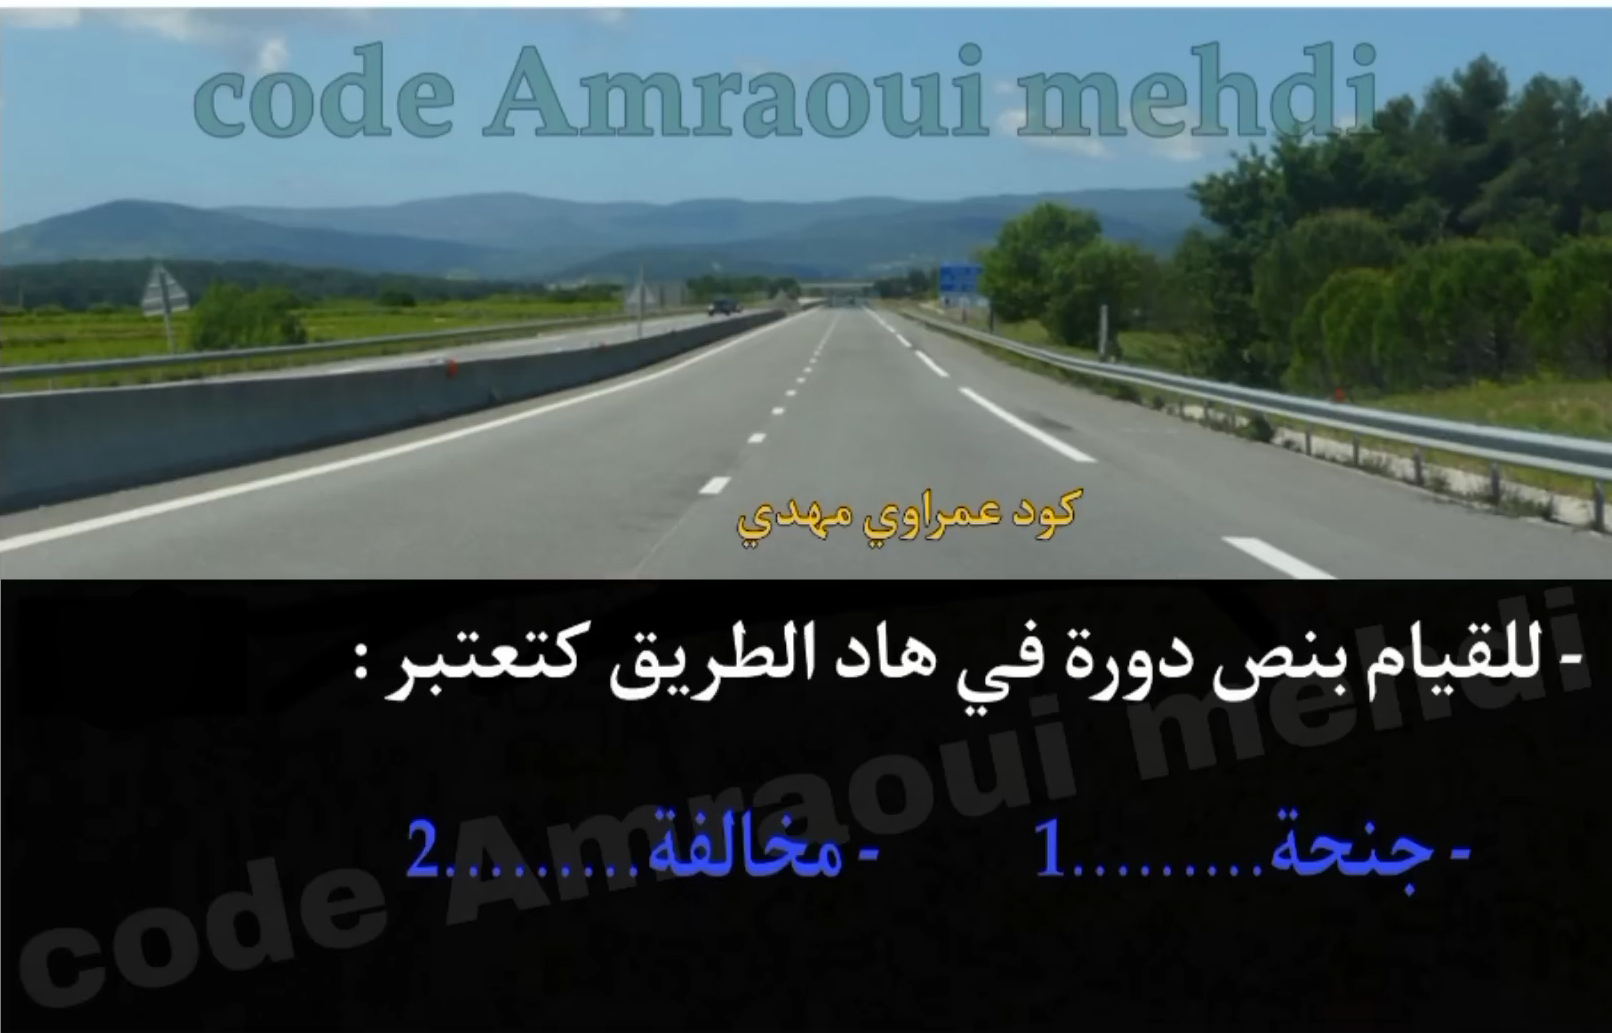 code Amraoui mehdi
كود عمراوي مهدي
- للقيام بنص دورة في هاد الطريق كتعتبر :
- جنحة.........1 - مخالفة.........2
code Amraoui mehdi